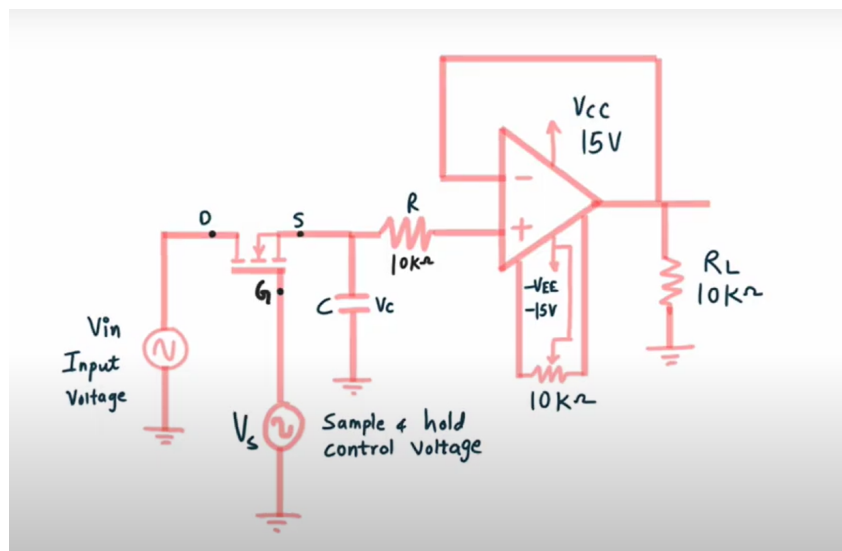 Vcc
15V
−
+
D
S
R
10KΩ
G
C
Vc
−VEE
−15V
RL
10KΩ
10KΩ
Vin
Input
Voltage
Vs
Sample & hold
control Voltage